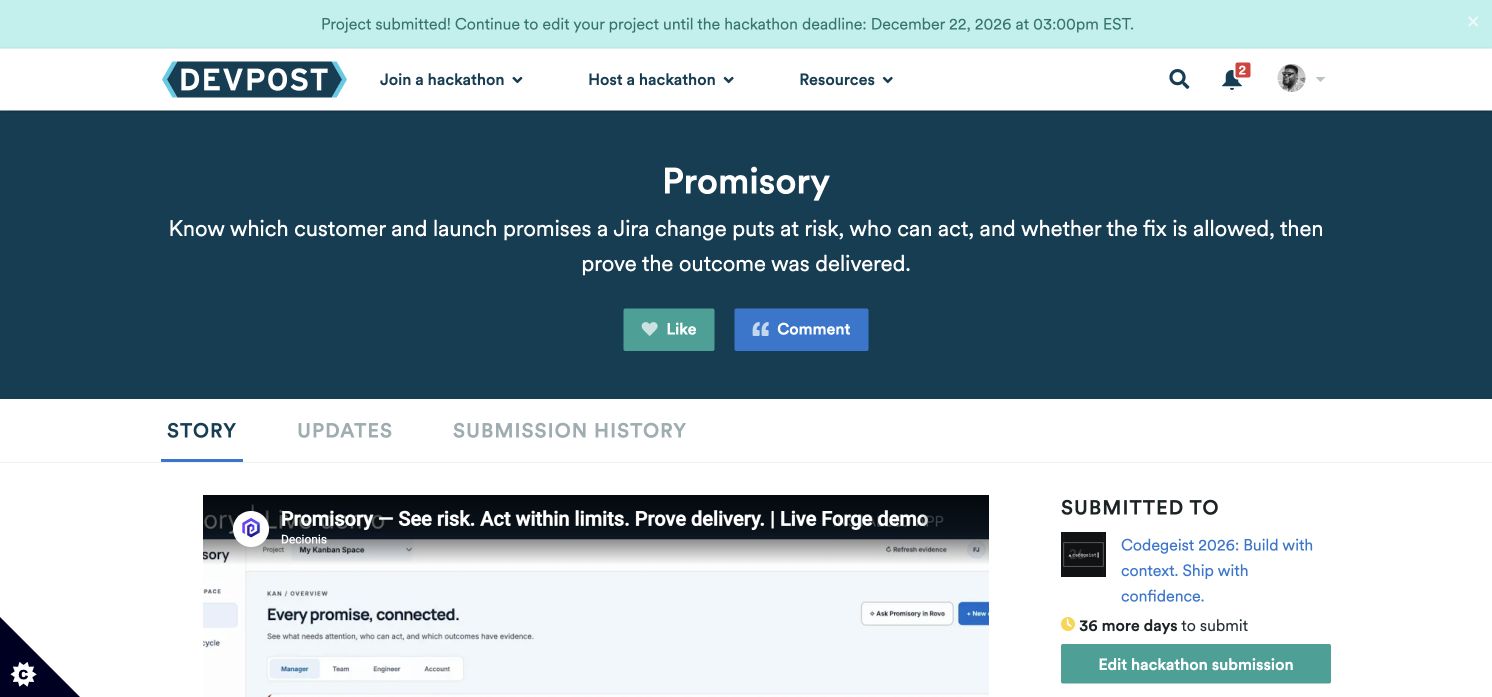 Project submitted! Continue to edit your project until the hackathon deadline: December 22, 2026 at 03:00pm EST.
DEVPOST
Join a hackathon
Host a hackathon
Resources
2
Promisory
Know which customer and launch promises a Jira change puts at risk, who can act, and whether the fix is allowed, then
prove the outcome was delivered.
Like
Comment
STORY
UPDATES
SUBMISSION HISTORY
Promisory — See risk. Act within limits. Prove delivery. | Live Forge demo
Decionis
Project
My Kanban Space
Refresh evidence
FJ
KAN / OVERVIEW
Every promise, connected.
See what needs attention, who can act, and which outcomes have evidence.
Ask Promisory in Rovo
+ New
Manager
Team
Engineer
Account
SUBMITTED TO
codegeist
Codegeist 2026: Build with
context. Ship with
confidence.
36 more days to submit
Edit hackathon submission